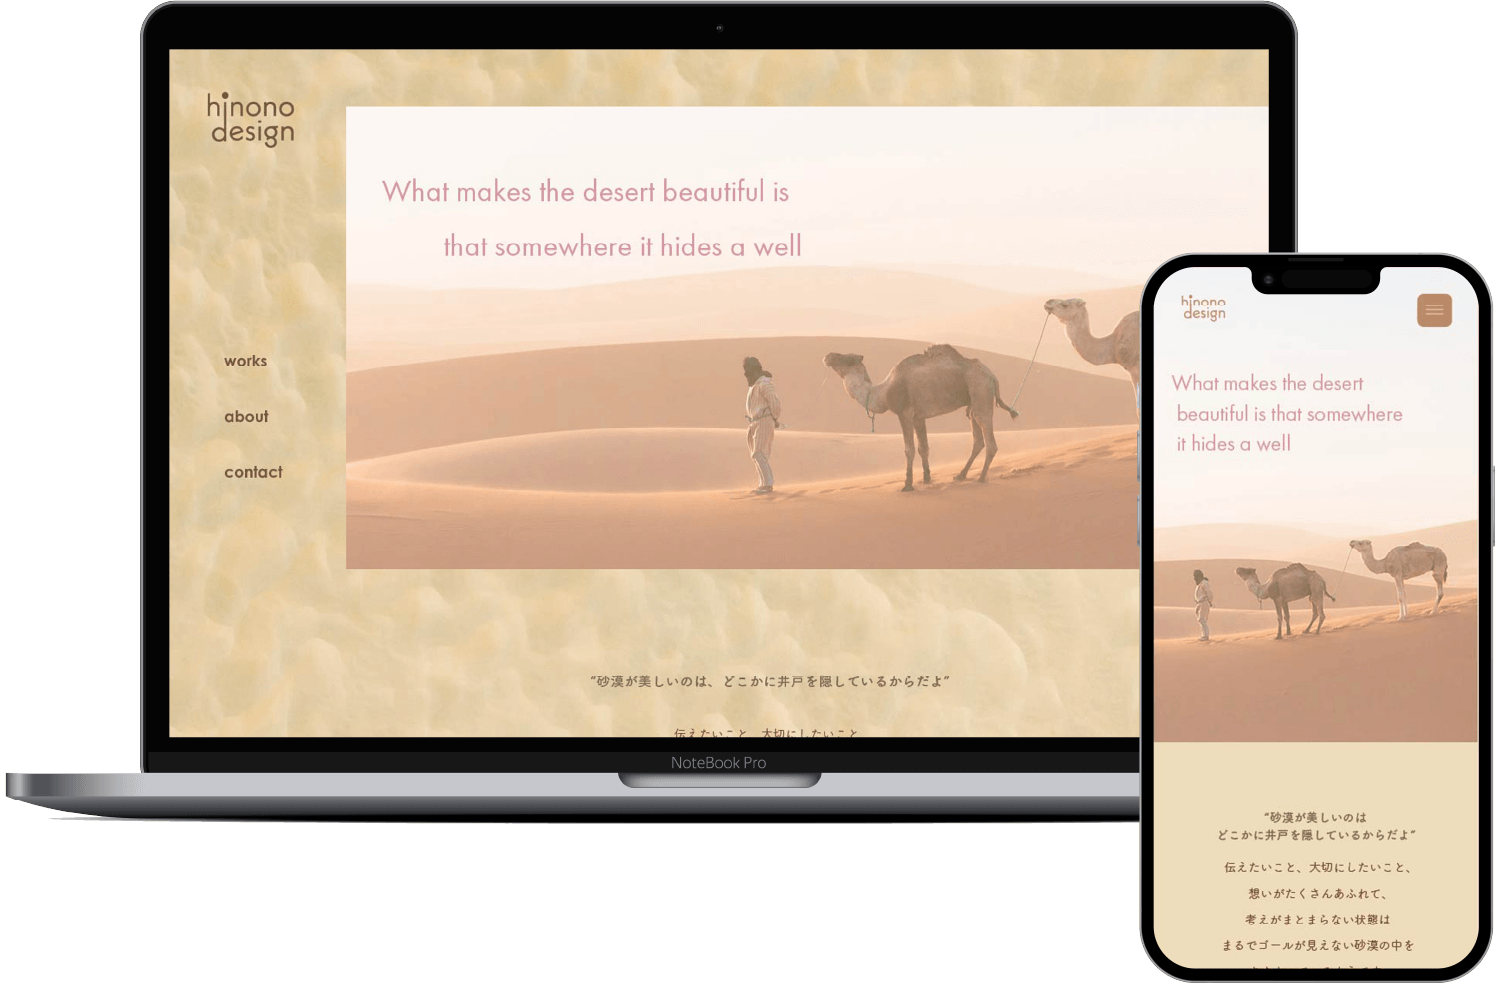 hinono
design
What makes the desert beautiful is
that somewhere it hides a well
works
about
contact
“砂漠が美しいのは、どこかに井戸を隠しているからだよ”
伝えたいこと、大切にしたいこと
NoteBook Pro
hinono
design
What makes the desert
beautiful is that somewhere
it hides a well
“砂漠が美しいのは
どこかに井戸を隠しているからだよ”
伝えたいこと、大切にしたいこと、
想いがたくさんあふれて、
考えがまとまらない状態は
まるでゴールが見えない砂漠の中を